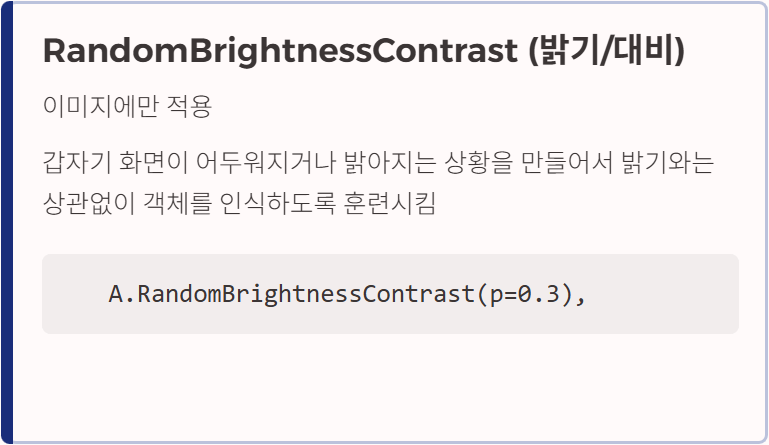 RandomBrightnessContrast (밝기/대비)
이미지에만 적용
갑자기 화면이 어두워지거나 밝아지는 상황을 만들어서 밝기와는
상관없이 객체를 인식하도록 훈련시킴
A.RandomBrightnessContrast(p=0.3),